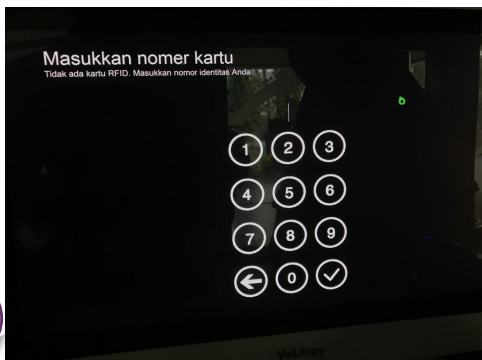 Masukkan nomer kartu
Tidak ada kartu RFID. Masukkan nomor identitas Anda
1 2 3
4 5 6
7 8 9
0
VisiLibrary